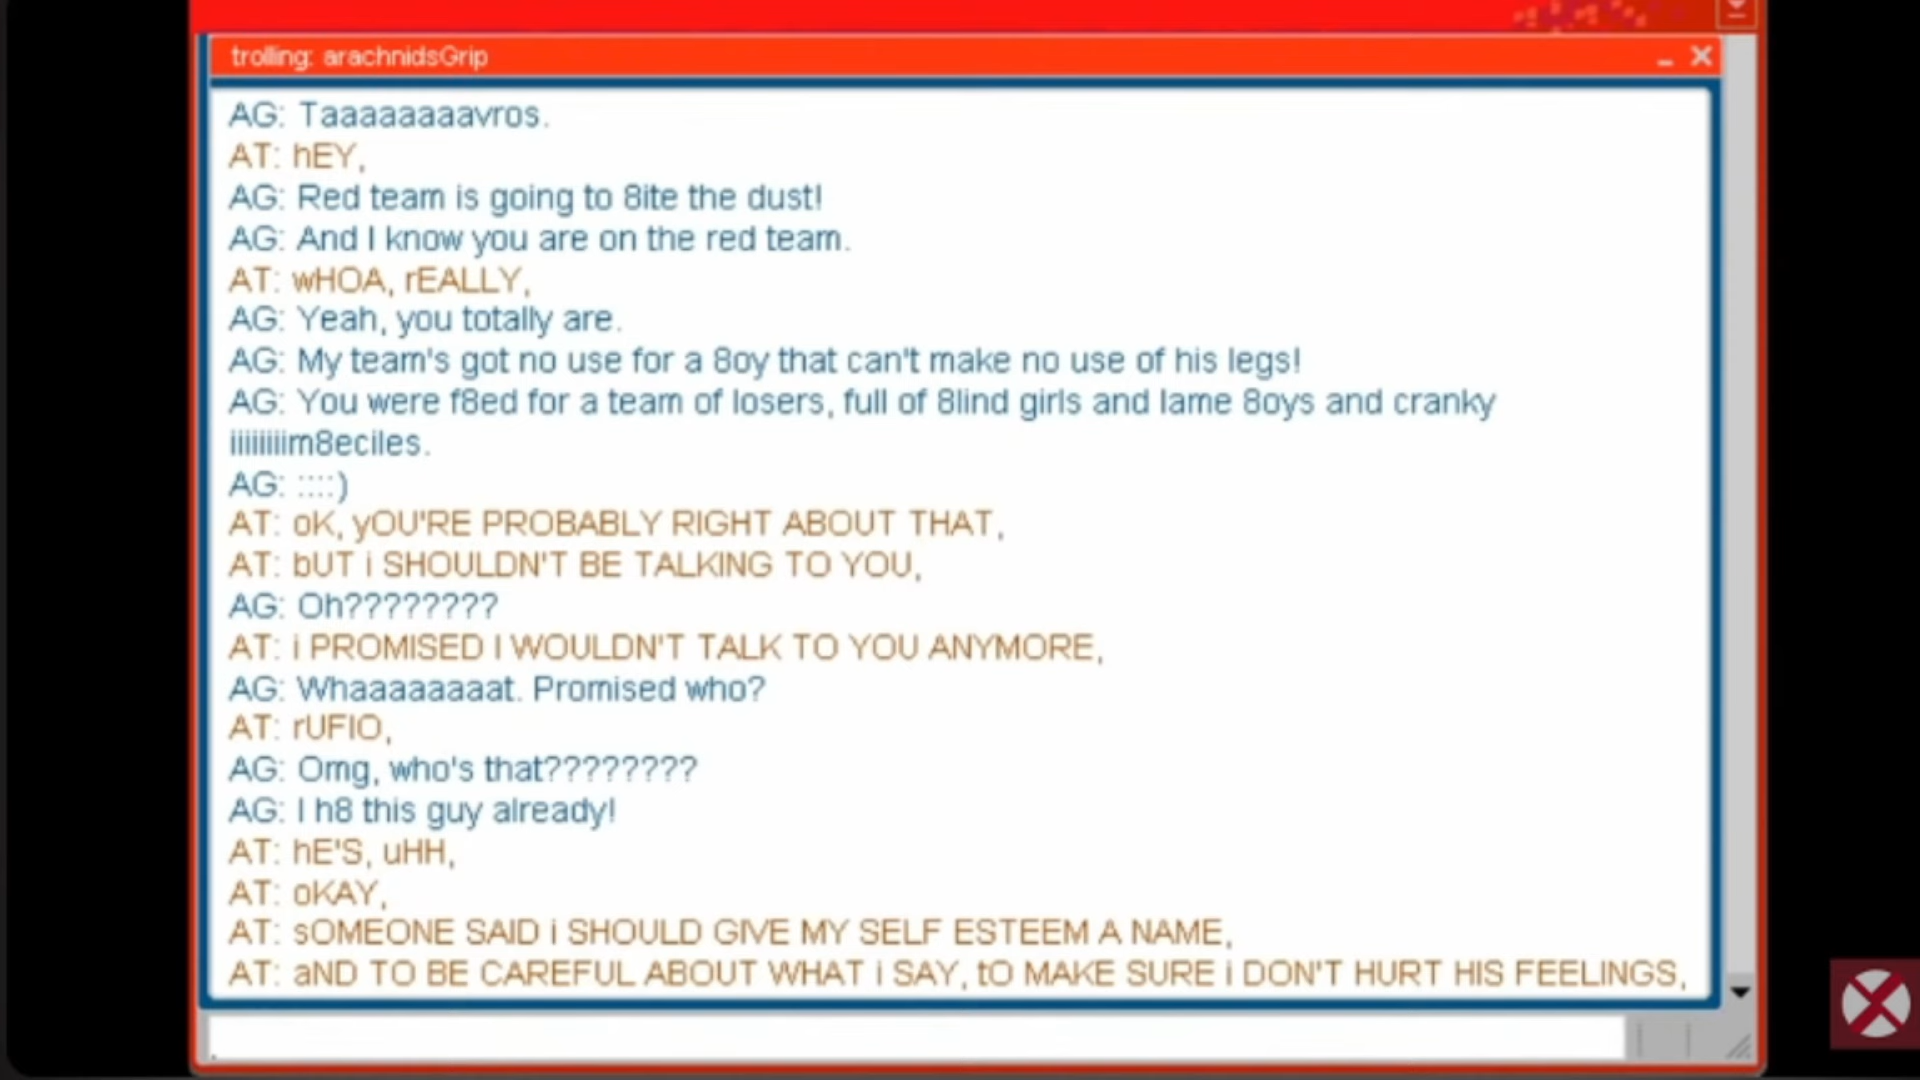 trolling: arachnidsGrip
AG: Taaaaaaaavros.
AT: hEY,
AG: Red team is going to 8ite the dust!
AG: And I know you are on the red team.
AT: wHOA, rEALLY,
AG: Yeah, you totally are.
AG: My team's got no use for a 8oy that can't make no use of his legs!
AG: You were f8ed for a team of losers, full of 8lind girls and lame 8oys and cranky
iiiiiiiim8eciles.
AG: ::::)
AT: oK, yOU'RE PROBABLY RIGHT ABOUT THAT,
AT: bUT i SHOULDN'T BE TALKING TO YOU,
AG: Oh????????
AT: i PROMISED I WOULDN'T TALK TO YOU ANYMORE,
AG: Whaaaaaaaat. Promised who?
AT: rUFIO,
AG: Omg, who's that????????
AG: I h8 this guy already!
AT: hE'S, uHH,
AT: oKAY,
AT: sOMEONE SAID i SHOULD GIVE MY SELF ESTEEM A NAME,
AT: aND TO BE CAREFUL ABOUT WHAT i SAY, tO MAKE SURE i DON'T HURT HIS FEELINGS,